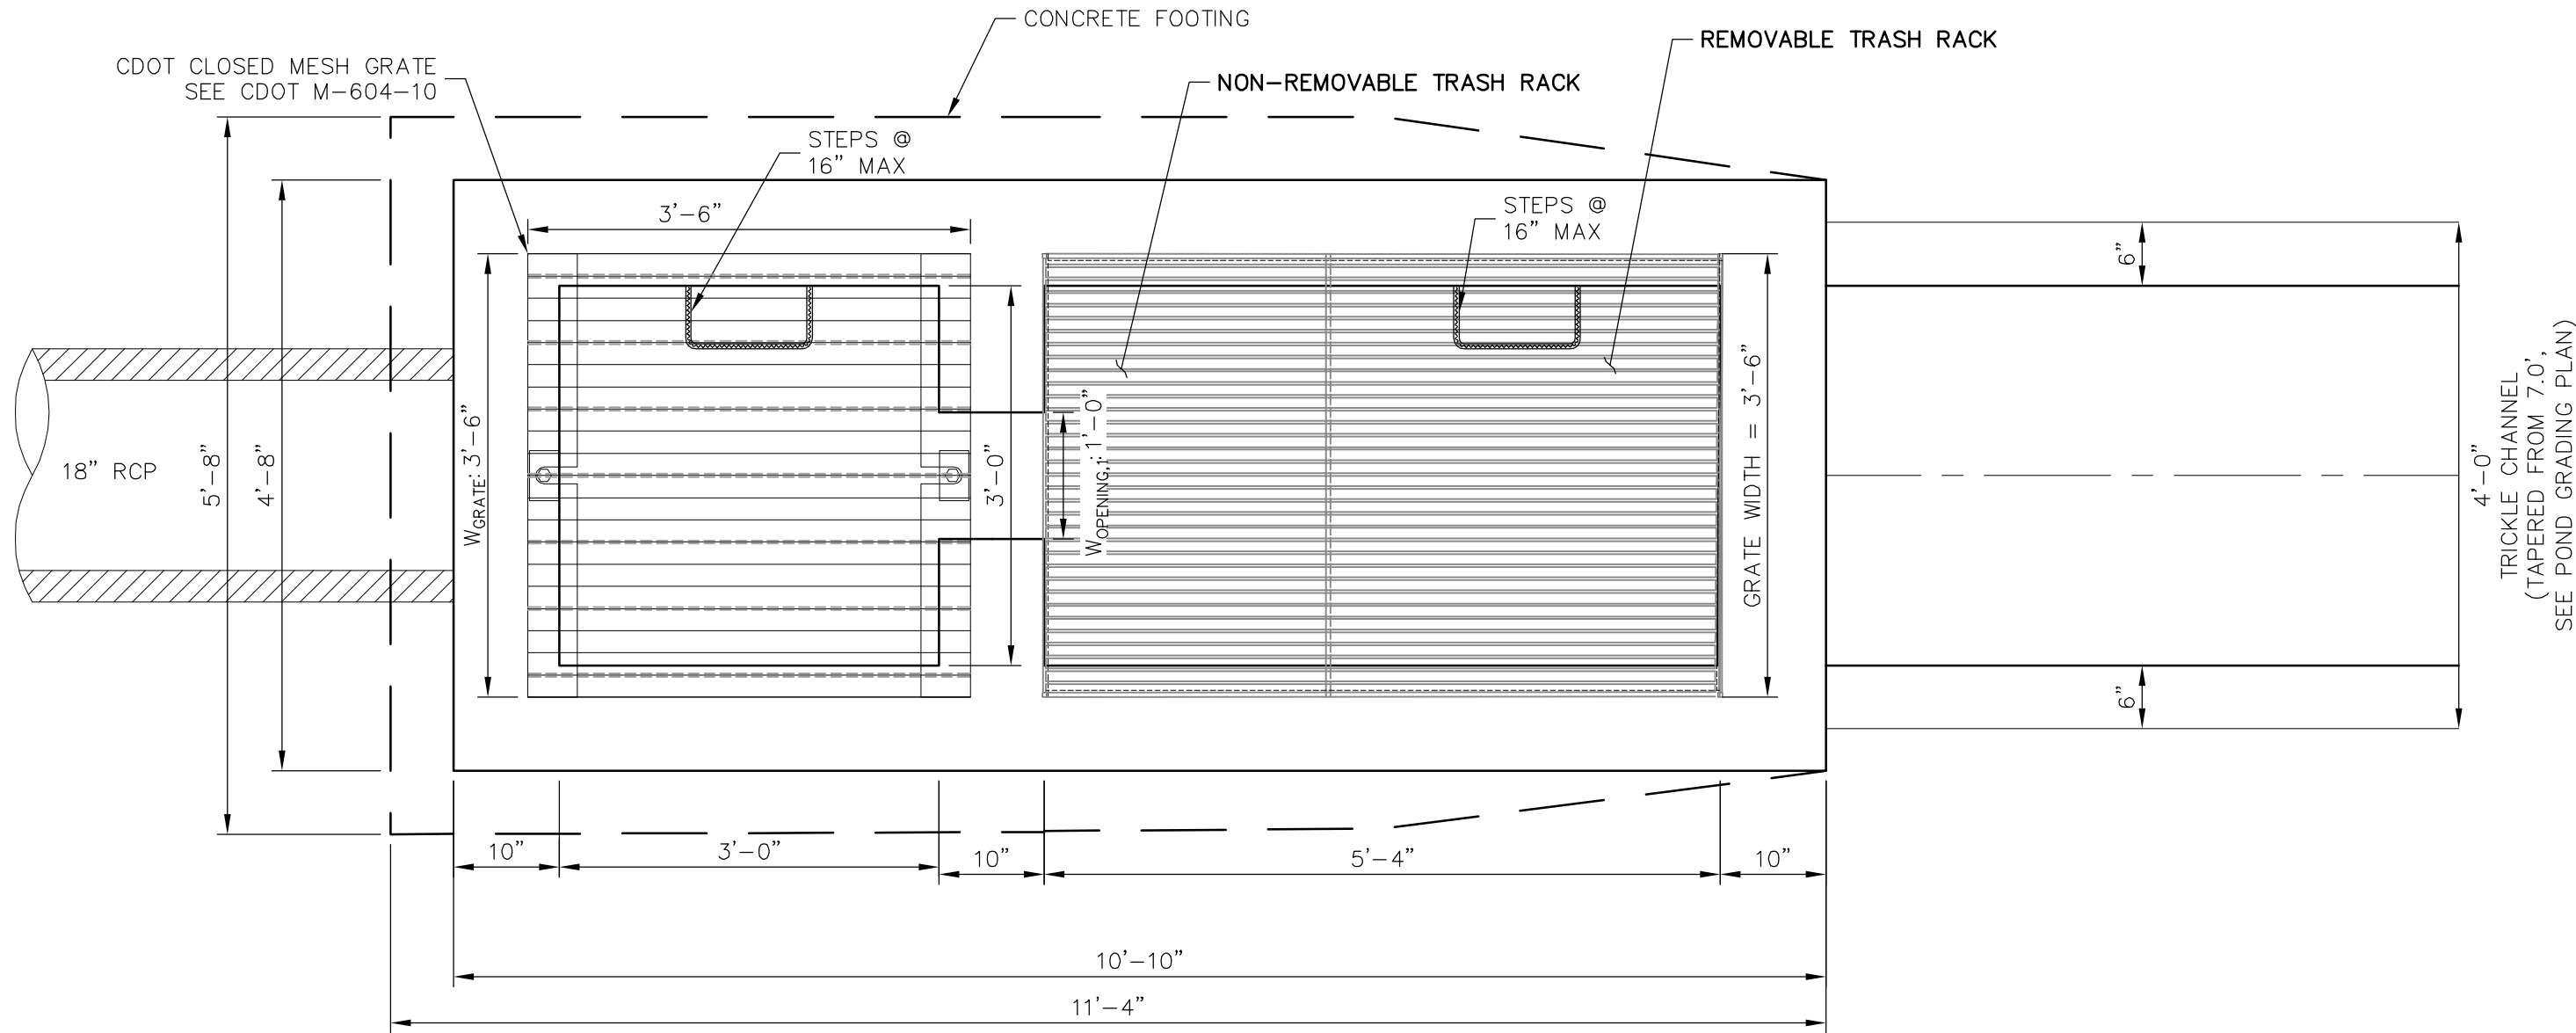 CONCRETE FOOTING
REMOVABLE TRASH RACK
CDOT CLOSED MESH GRATE
SEE CDOT M-604-10
NON-REMOVABLE TRASH RACK
STEPS @
16" MAX
STEPS @
16" MAX
3'-6"
6"
18" RCP
5'-8"
4'-8"
WGRATE: 3'-6"
3'-0"
WOPENING,1: 1'-0"
GRATE WIDTH = 3'-6"
4'-0"
TRICKLE CHANNEL
(TAPERED FROM 7.0',
SEE POND GRADING PLAN)
6"
10"
3'-0"
10"
5'-4"
10"
10'-10"
11'-4"